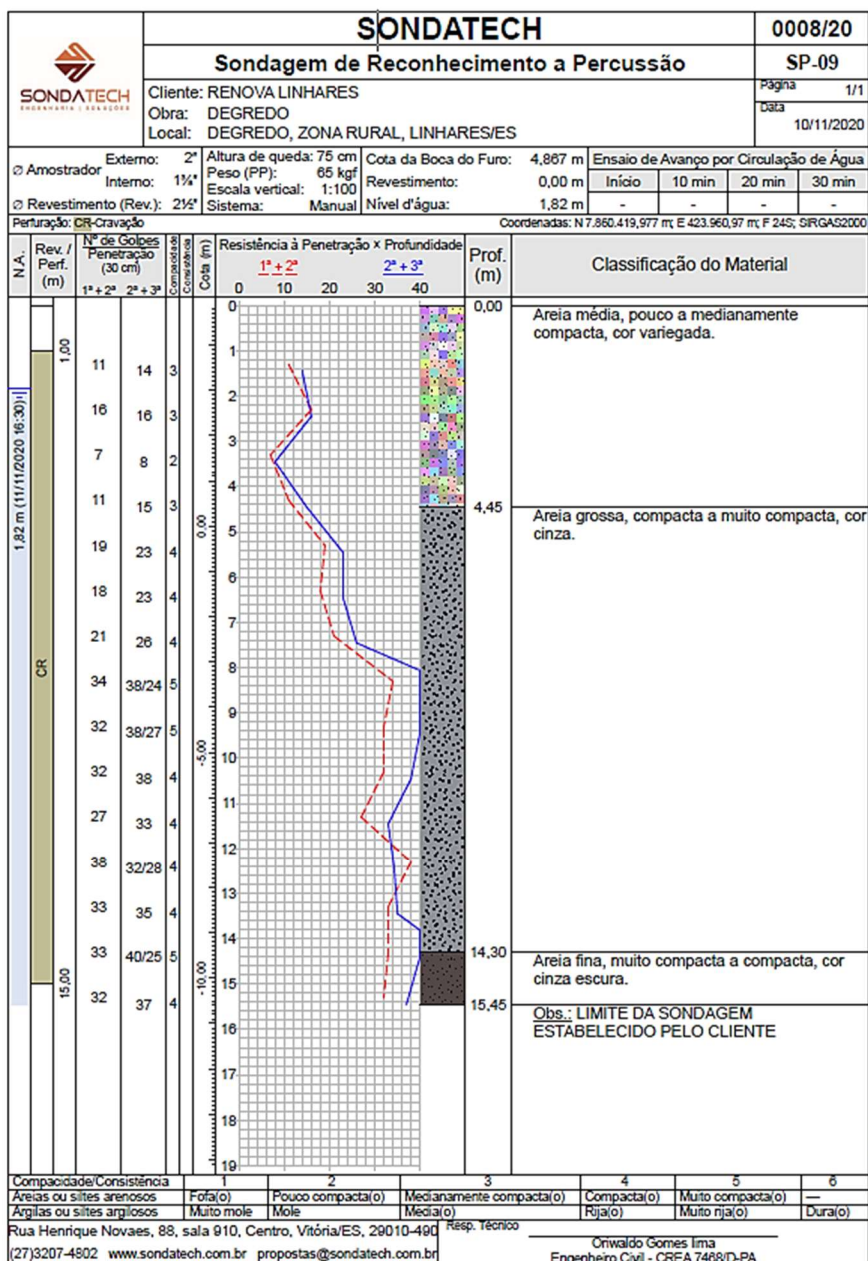 SONDATECH
0008/20
SONDATECH
ENGENHARIA | SOLUÇÕES
Sondagem de Reconhecimento a Percussão
SP-09
Cliente: RENOVA LINHARES
Obra: DEGREDO
Local: DEGREDO, ZONA RURAL, LINHARES/ES
Página 1/1
Data 10/11/2020
Ø Amostrador Externo: 2"
Interno: 1⅜"
Ø Revestimento (Rev.): 2½"
Altura de queda: 75 cm
Peso (PP): 65 kgf
Escala vertical: 1:100
Sistema: Manual
Cota da Boca do Furo: 4,867 m
Revestimento: 0,00 m
Nível d'água: 1,82 m
Ensaio de Avanço por Circulação de Água
Início 10 min 20 min 30 min
- - - -
Perfuração: CR-Cravação
Coordenadas: N 7.860.419,977 m; E 423.960,97 m; F 24S; SIRGAS2000
N.A.
Rev. / Perf. (m)
Nº de Golpes
Penetração
(30 cm)
1ª + 2ª 2ª + 3ª
Compacidade
Consistência
Cota (m)
Resistência à Penetração x Profundidade
1ª + 2ª 2ª + 3ª
0 10 20 30 40
Prof. (m)
Classificação do Material
0
0,00
Areia média, pouco a medianamente
compacta, cor variegada.
1,00
1
11 14 3
2
1,82 m (11/11/2020 16:30)
16 16 3
3
7 8 2
4
11 15 3
4,45
Areia grossa, compacta a muito compacta, cor
cinza.
0,00
5
19 23 4
6
18 23 4
7
21 26 4
8
CR
34 38/24 5
9
32 38/27 5
-5,00
10
32 38 4
11
27 33 4
12
38 32/28 4
13
33 35 4
14
33 40/25 5
14,30
Areia fina, muito compacta a compacta, cor
cinza escura.
15,00
-10,00
15
32 37 4
15,45
Obs.: LIMITE DA SONDAGEM
ESTABELECIDO PELO CLIENTE
16
17
18
19
Compacidade/Consistência 1 2 3 4 5 6
Areias ou siltes arenosos Fofa(o) Pouco compacta(o) Medianamente compacta(o) Compacta(o) Muito compacta(o) —
Argilas ou siltes argilosos Muito mole Mole Média(o) Rija(o) Muito rija(o) Dura(o)
Rua Henrique Novaes, 88, sala 910, Centro, Vitória/ES, 29010-490
(27)3207-4802 www.sondatech.com.br propostas@sondatech.com.br
Resp. Técnico
Oriwaldo Gomes lima
Engenheiro Civil - CREA 7468/D-PA